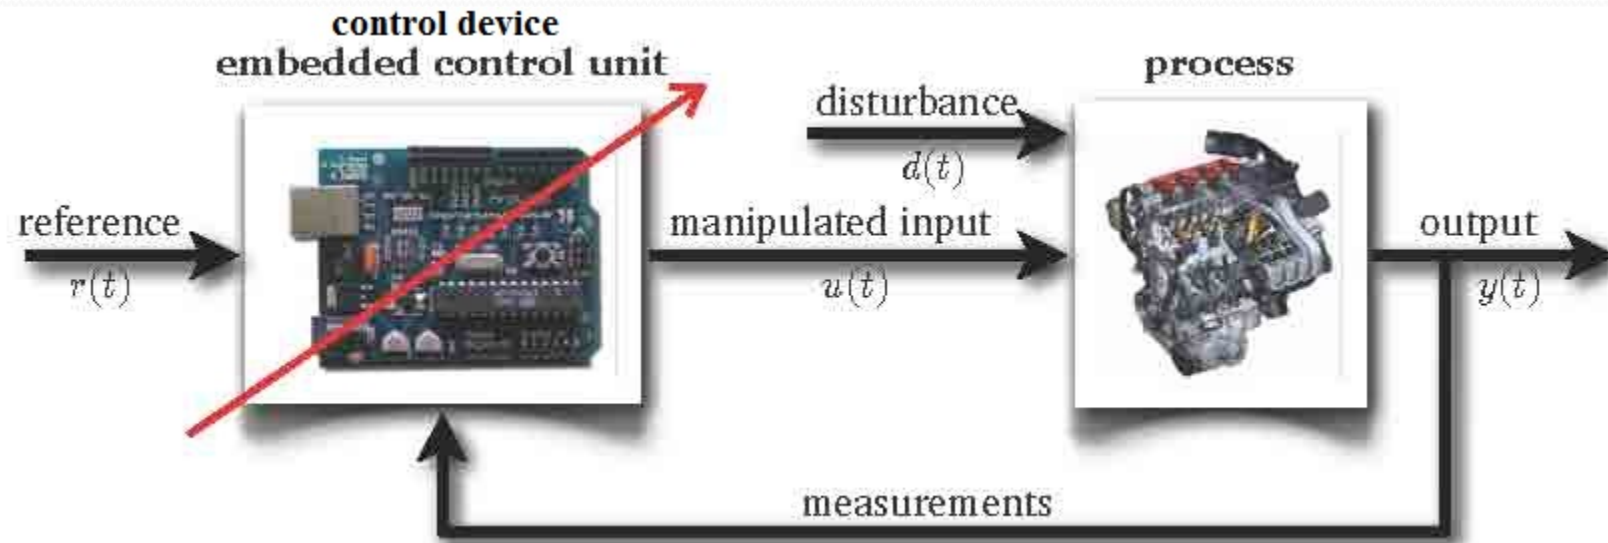 control device
embedded control unit
process
disturbance
d(t)
reference
r(t)
manipulated input
u(t)
output
y(t)
measurements